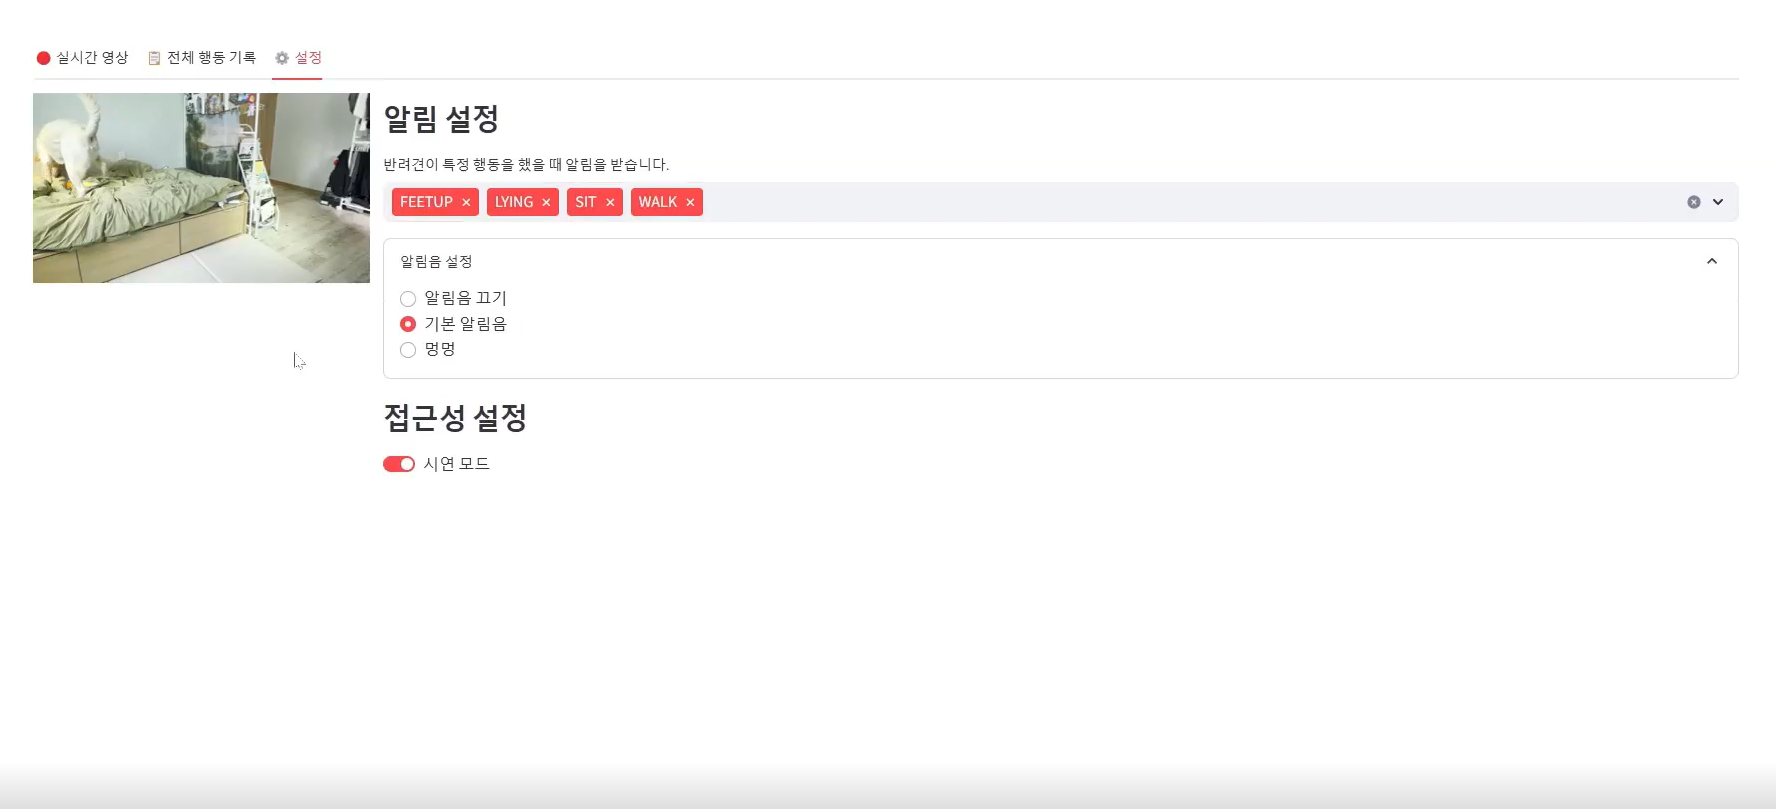 실시간 영상 전체 행동 기록 설정
알림 설정
반려견이 특정 행동을 했을 때 알림을 받습니다.
FEETUP × LYING × SIT × WALK ×
알림음 설정
알림음 끄기
기본 알림음
멍멍
접근성 설정
시연 모드